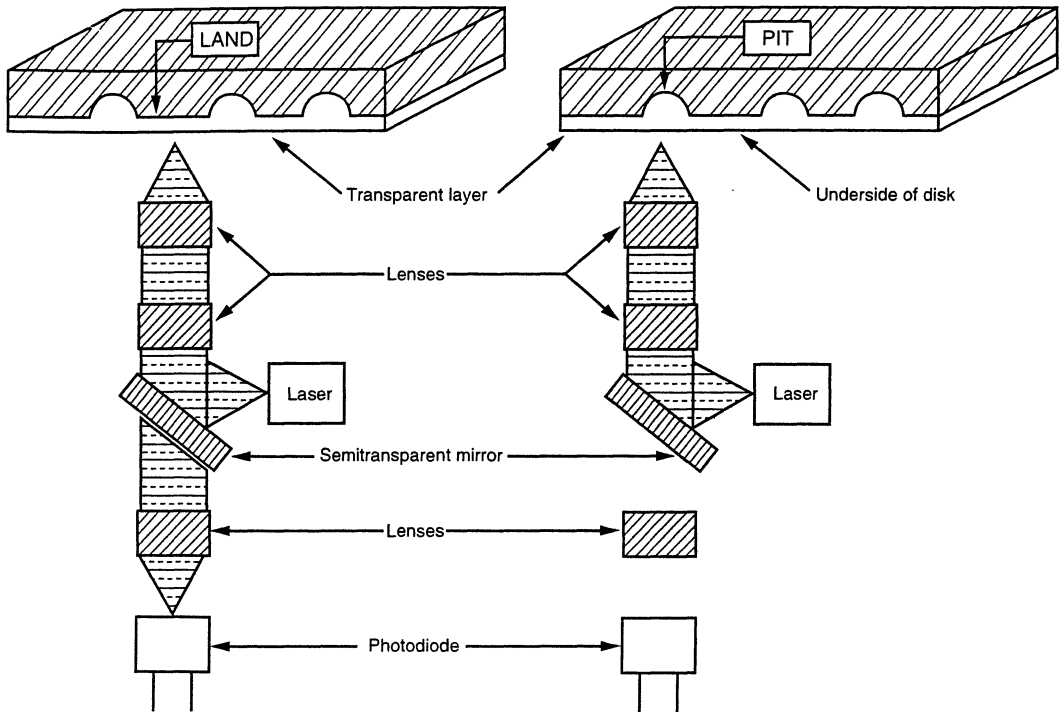 LAND
PIT
Transparent layer
Underside of disk
Lenses
Laser
Laser
Semitransparent mirror
Lenses
Photodiode